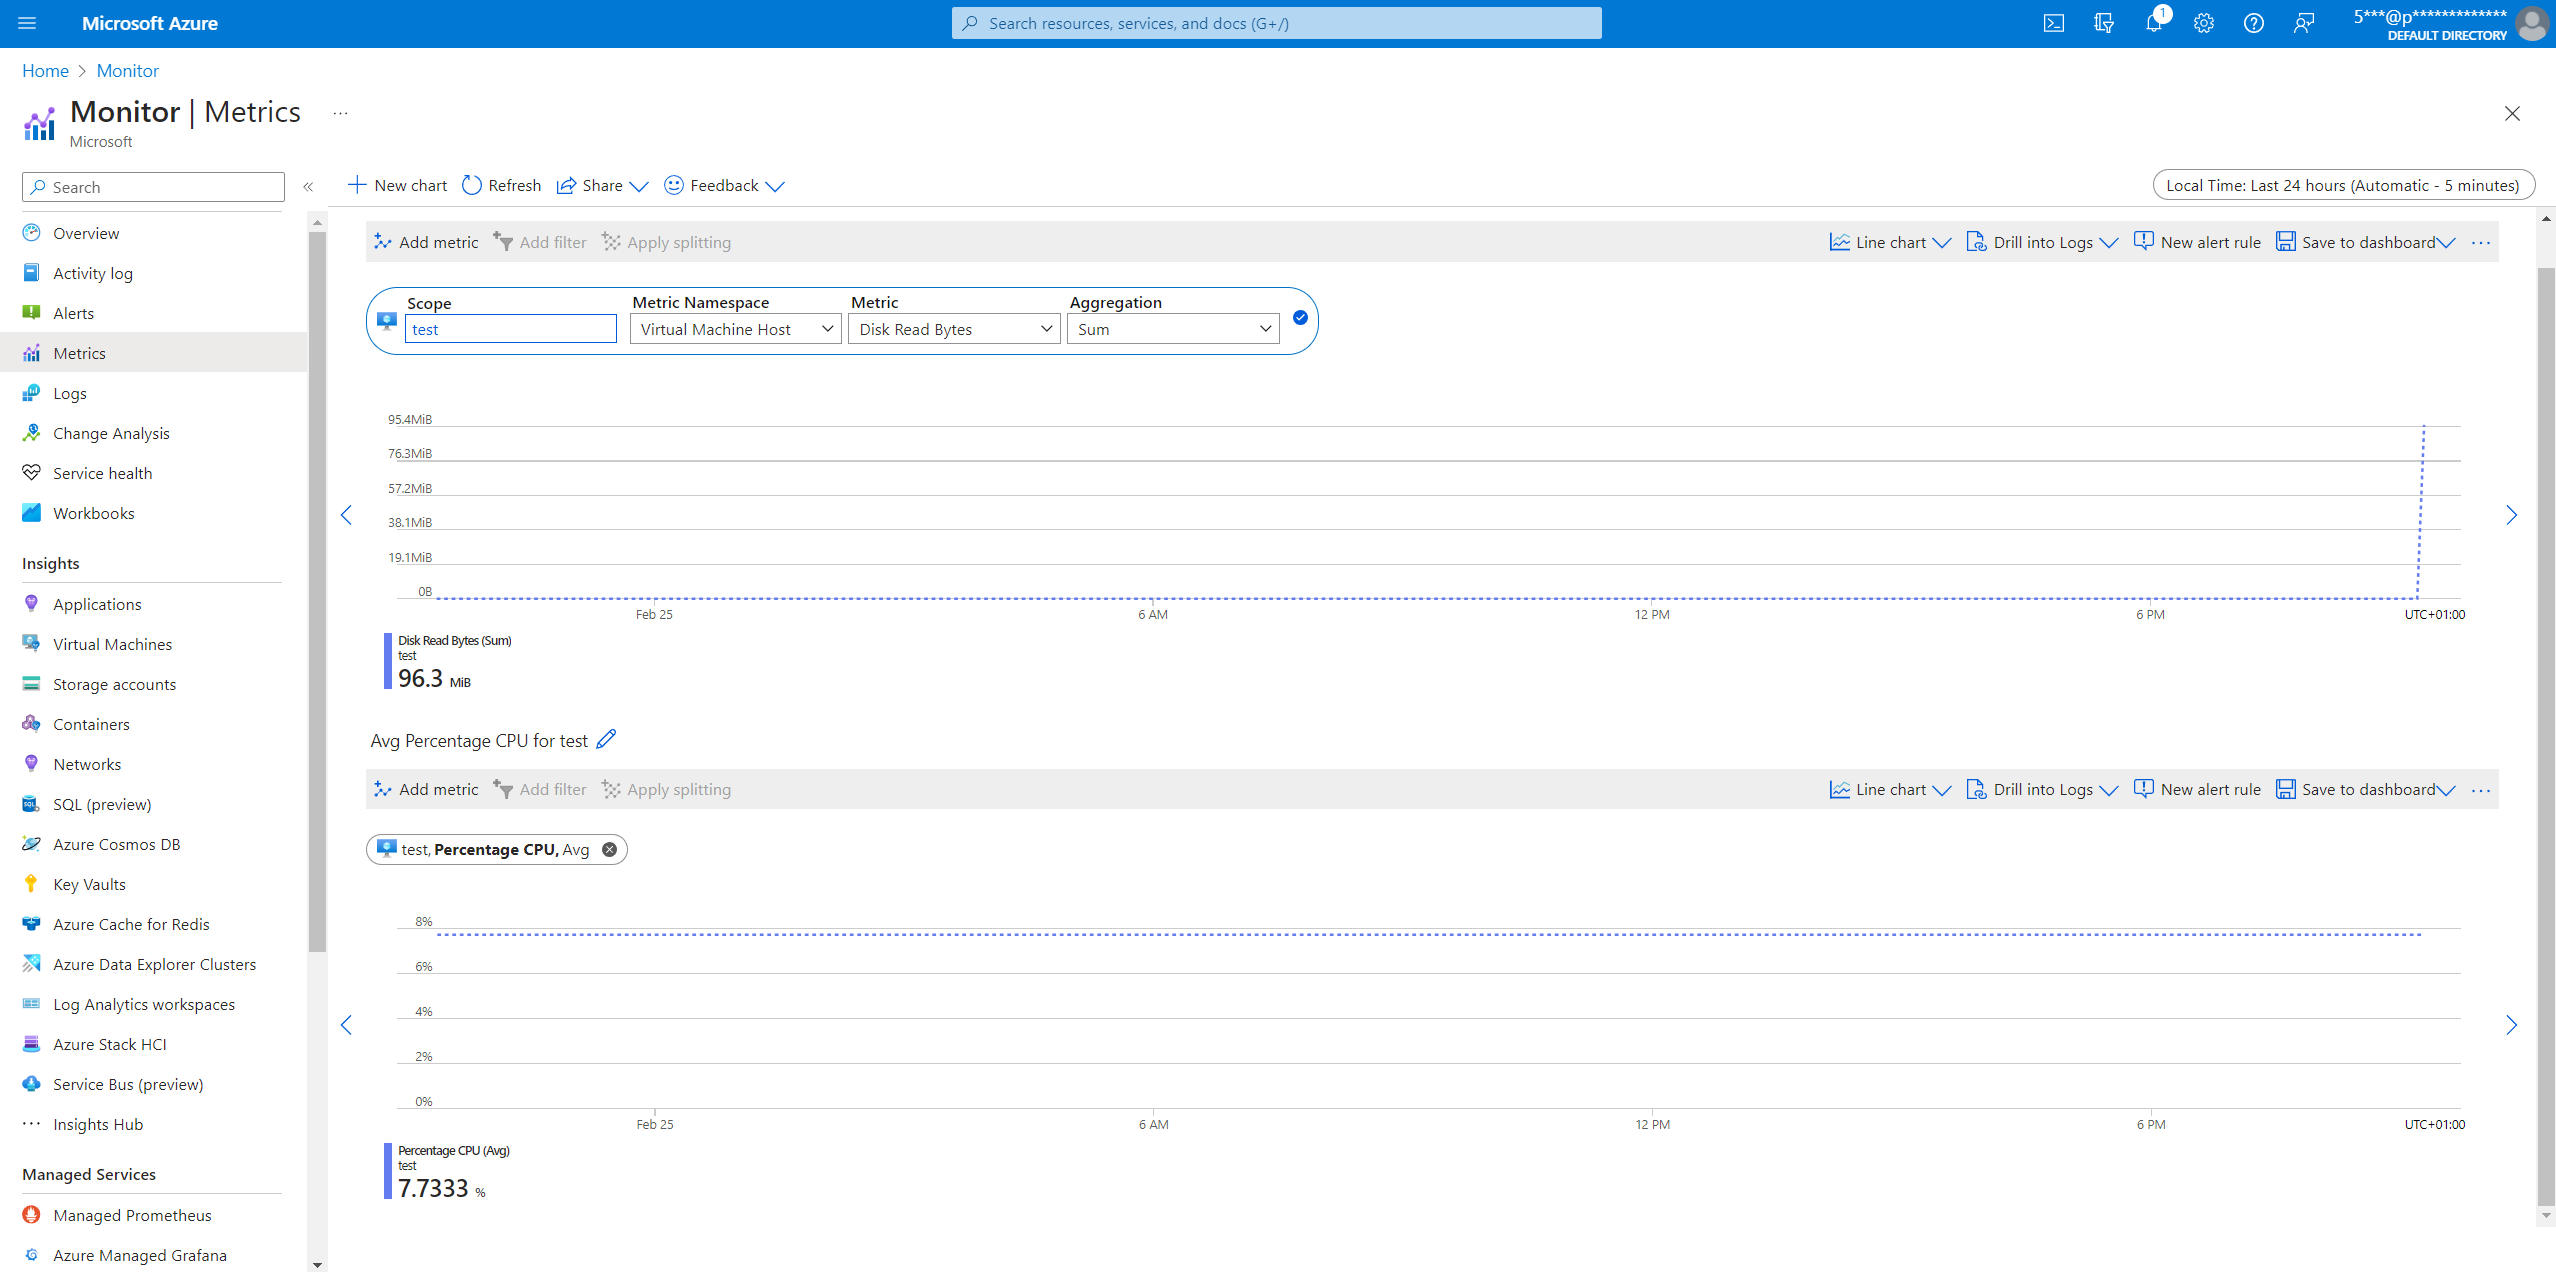 Microsoft Azure
Search resources, services, and docs (G+/)
1
5***@p*************
DEFAULT DIRECTORY
Home > Monitor
Monitor | Metrics ...
Microsoft
Search
«
New chart Refresh Share Feedback
Local Time: Last 24 hours (Automatic - 5 minutes)
Overview
Activity log
Alerts
Metrics
Logs
Change Analysis
Service health
Workbooks
Insights
Applications
Virtual Machines
Storage accounts
Containers
Networks
SQL (preview)
Azure Cosmos DB
Key Vaults
Azure Cache for Redis
Azure Data Explorer Clusters
Log Analytics workspaces
Azure Stack HCI
Service Bus (preview)
Insights Hub
Managed Services
Managed Prometheus
Azure Managed Grafana
Add metric Add filter Apply splitting
Line chart Drill into Logs New alert rule Save to dashboard ...
Scope Metric Namespace Metric Aggregation
test Virtual Machine Host Disk Read Bytes Sum
95.4MiB
76.3MiB
57.2MiB
38.1MiB
19.1MiB
0B
Feb 25 6 AM 12 PM 6 PM UTC+01:00
Disk Read Bytes (Sum)
test
96.3 MiB
Avg Percentage CPU for test
Add metric Add filter Apply splitting
Line chart Drill into Logs New alert rule Save to dashboard ...
test, Percentage CPU, Avg
8%
6%
4%
2%
0%
Feb 25 6 AM 12 PM 6 PM UTC+01:00
Percentage CPU (Avg)
test
7.7333 %